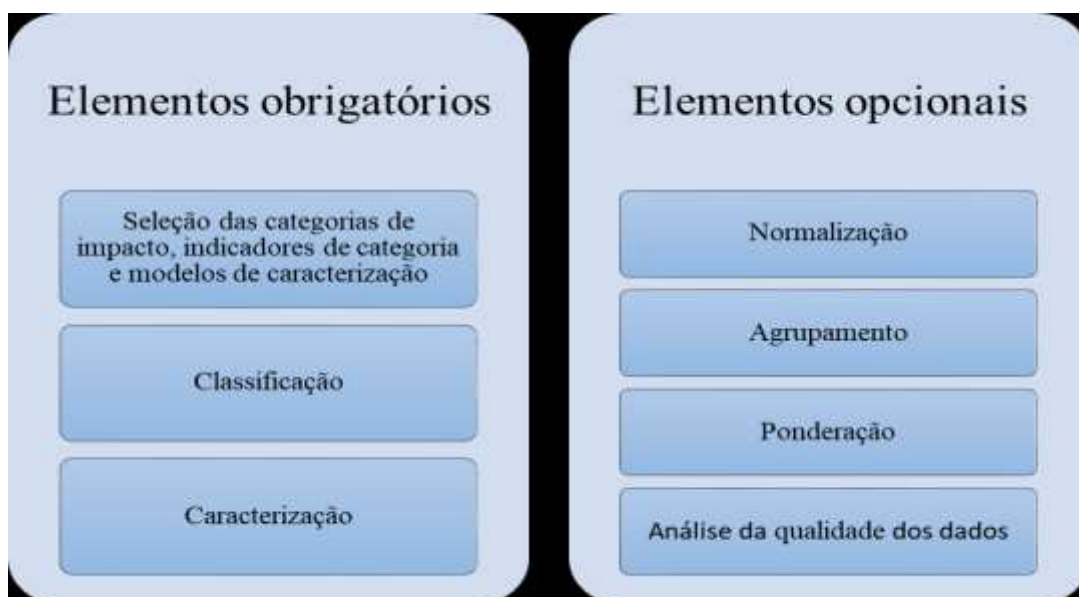 Elementos obrigatórios
Seleção das categorias de
impacto, indicadores de categoria
e modelos de caracterização
Classificação
Caracterização
Elementos opcionais
Normalização
Agrupamento
Ponderação
Análise da qualidade dos dados